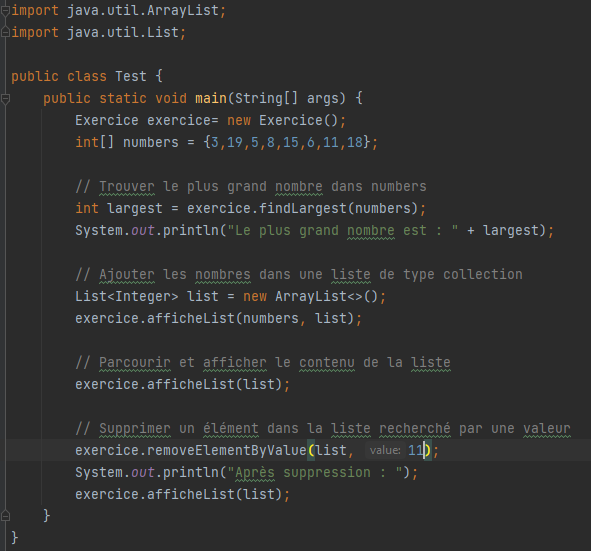 import java.util.ArrayList;
import java.util.List;
public class Test {
public static void main(String[] args) {
Exercice exercice= new Exercice();
int[] numbers = {3,19,5,8,15,6,11,18};
// Trouver le plus grand nombre dans numbers
int largest = exercice.findLargest(numbers);
System.out.println("Le plus grand nombre est : " + largest);
// Ajouter les nombres dans une liste de type collection
List<Integer> list = new ArrayList<>();
exercice.afficheList(numbers, list);
// Parcourir et afficher le contenu de la liste
exercice.afficheList(list);
// Supprimer un élément dans la liste recherché par une valeur
exercice.removeElementByValue(list, value: 11);
System.out.println("Après suppression : ");
exercice.afficheList(list);
}
}